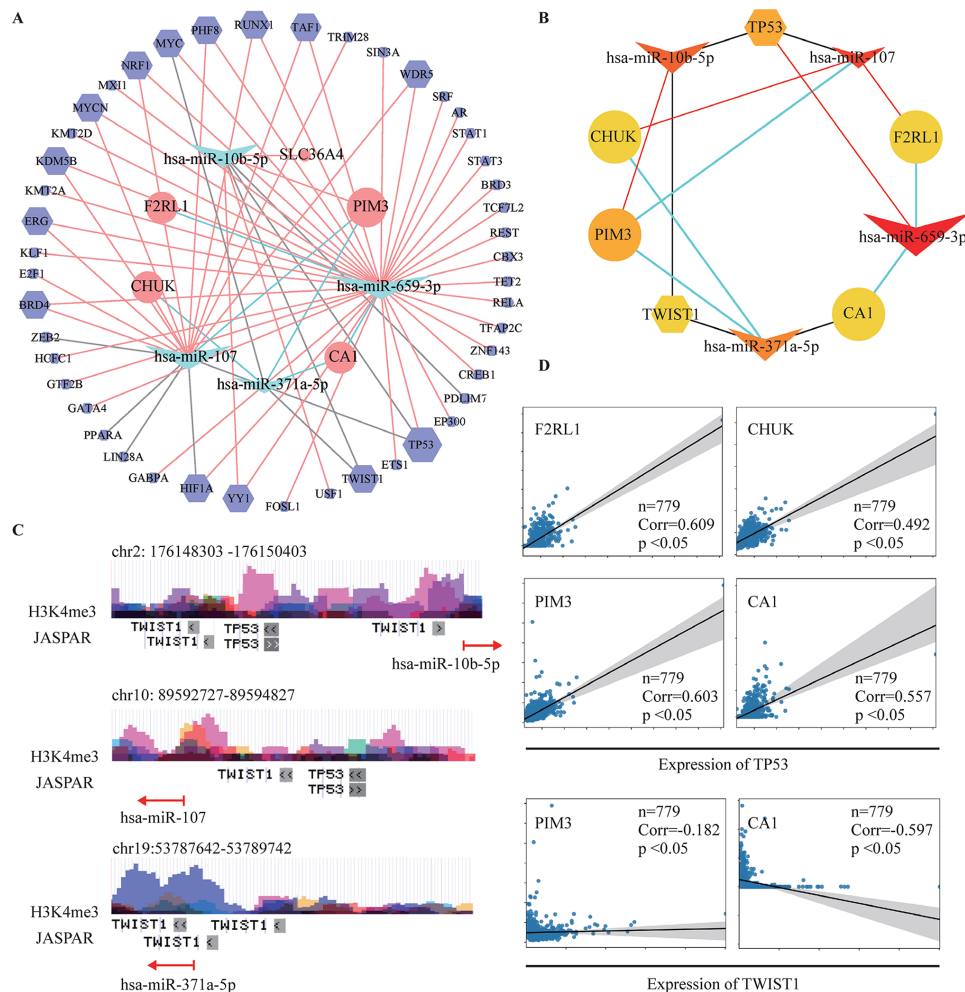 A
RUNX1
TAF1
PHF8
TRIM28
MYC
SIN3A
NRF1
WDR5
MXI1
SRF
MYCN
AR
KMT2D
STAT1
hsa-miR-10b-5p
SLC36A4
KDM5B
STAT3
KMT2A
BRD3
F2RL1
PIM3
TCF7L2
ERG
REST
KLF1
CBX3
E2F1
CHUK
hsa-miR-659-3p
TET2
BRD4
RELA
ZEB2
TFAP2C
HCFC1
hsa-miR-107
CA1
ZNF143
GTF2B
hsa-miR-371a-5p
CREB1
GATA4
PDLIM7
PPARA
EP300
LIN28A
TP53
GABPA
ETS1
HIF1A
TWIST1
YY1
USF1
FOSL1
B
TP53
hsa-miR-10b-5p
hsa-miR-107
CHUK
F2RL1
PIM3
hsa-miR-659-3p
TWIST1
CA1
hsa-miR-371a-5p
C
chr2: 176148303 -176150403
H3K4me3
JASPAR
TWIST1 <
TWIST1 <
TP53 <<
TP53 >>
TWIST1 >
hsa-miR-10b-5p
chr10: 89592727-89594827
H3K4me3
JASPAR
TWIST1 <<
TP53 <<
TP53 >>
hsa-miR-107
chr19:53787642-53789742
H3K4me3
JASPAR
TWIST1 <<
TWIST1 <
TWIST1 <
hsa-miR-371a-5p
D
F2RL1
n=779
Corr=0.609
p <0.05
CHUK
n=779
Corr=0.492
p <0.05
PIM3
n=779
Corr=0.603
p <0.05
CA1
n=779
Corr=0.557
p <0.05
Expression of TP53
PIM3
n=779
Corr=-0.182
p <0.05
CA1
n=779
Corr=-0.597
p <0.05
Expression of TWIST1